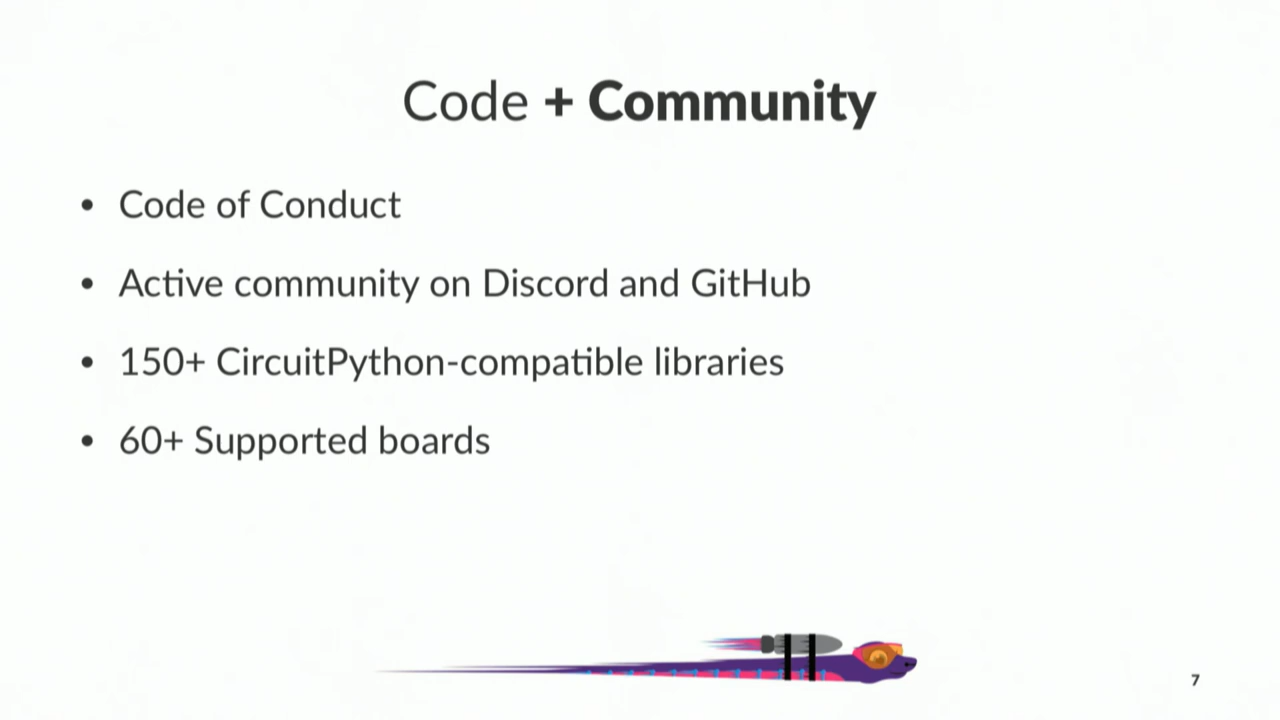 Code + Community
• Code of Conduct
• Active community on Discord and GitHub
• 150+ CircuitPython-compatible libraries
• 60+ Supported boards
7